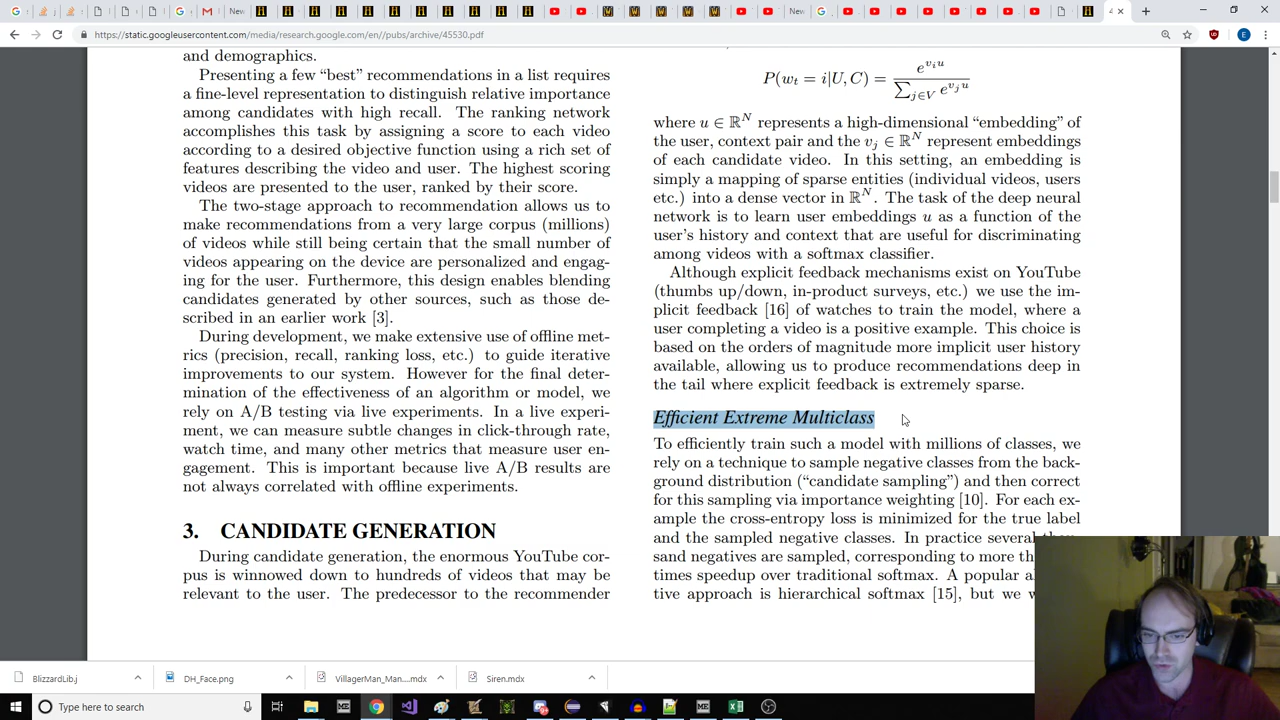 New
New
4
https://static.googleusercontent.com/media/research.google.com/en//pubs/archive/45530.pdf
E
and demographics.
Presenting a few “best” recommendations in a list requires
a fine-level representation to distinguish relative importance
among candidates with high recall. The ranking network
accomplishes this task by assigning a score to each video
according to a desired objective function using a rich set of
features describing the video and user. The highest scoring
videos are presented to the user, ranked by their score.
The two-stage approach to recommendation allows us to
make recommendations from a very large corpus (millions)
of videos while still being certain that the small number of
videos appearing on the device are personalized and engag-
ing for the user. Furthermore, this design enables blending
candidates generated by other sources, such as those de-
scribed in an earlier work [3].
During development, we make extensive use of offline met-
rics (precision, recall, ranking loss, etc.) to guide iterative
improvements to our system. However for the final deter-
mination of the effectiveness of an algorithm or model, we
rely on A/B testing via live experiments. In a live experi-
ment, we can measure subtle changes in click-through rate,
watch time, and many other metrics that measure user en-
gagement. This is important because live A/B results are
not always correlated with offline experiments.
3. CANDIDATE GENERATION
During candidate generation, the enormous YouTube cor-
pus is winnowed down to hundreds of videos that may be
relevant to the user. The predecessor to the recommender
P(w_t = i|U, C) = e^{v_i u} / ∑_{j∈V} e^{v_j u}
where u ∈ ℝ^N represents a high-dimensional “embedding” of
the user, context pair and the v_j ∈ ℝ^N represent embeddings
of each candidate video. In this setting, an embedding is
simply a mapping of sparse entities (individual videos, users
etc.) into a dense vector in ℝ^N. The task of the deep neural
network is to learn user embeddings u as a function of the
user’s history and context that are useful for discriminating
among videos with a softmax classifier.
Although explicit feedback mechanisms exist on YouTube
(thumbs up/down, in-product surveys, etc.) we use the im-
plicit feedback [16] of watches to train the model, where a
user completing a video is a positive example. This choice is
based on the orders of magnitude more implicit user history
available, allowing us to produce recommendations deep in
the tail where explicit feedback is extremely sparse.
Efficient Extreme Multiclass
To efficiently train such a model with millions of classes, we
rely on a technique to sample negative classes from the back-
ground distribution (“candidate sampling”) and then correct
for this sampling via importance weighting [10]. For each ex-
ample the cross-entropy loss is minimized for the true label
and the sampled negative classes. In practice several
sand negatives are sampled, corresponding to more
times speedup over traditional softmax. A popular
tive approach is hierarchical softmax [15], but we
BlizzardLib.j
DH_Face.png
VillagerMan_Man....mdx
Siren.mdx
Type here to search
ME
ME